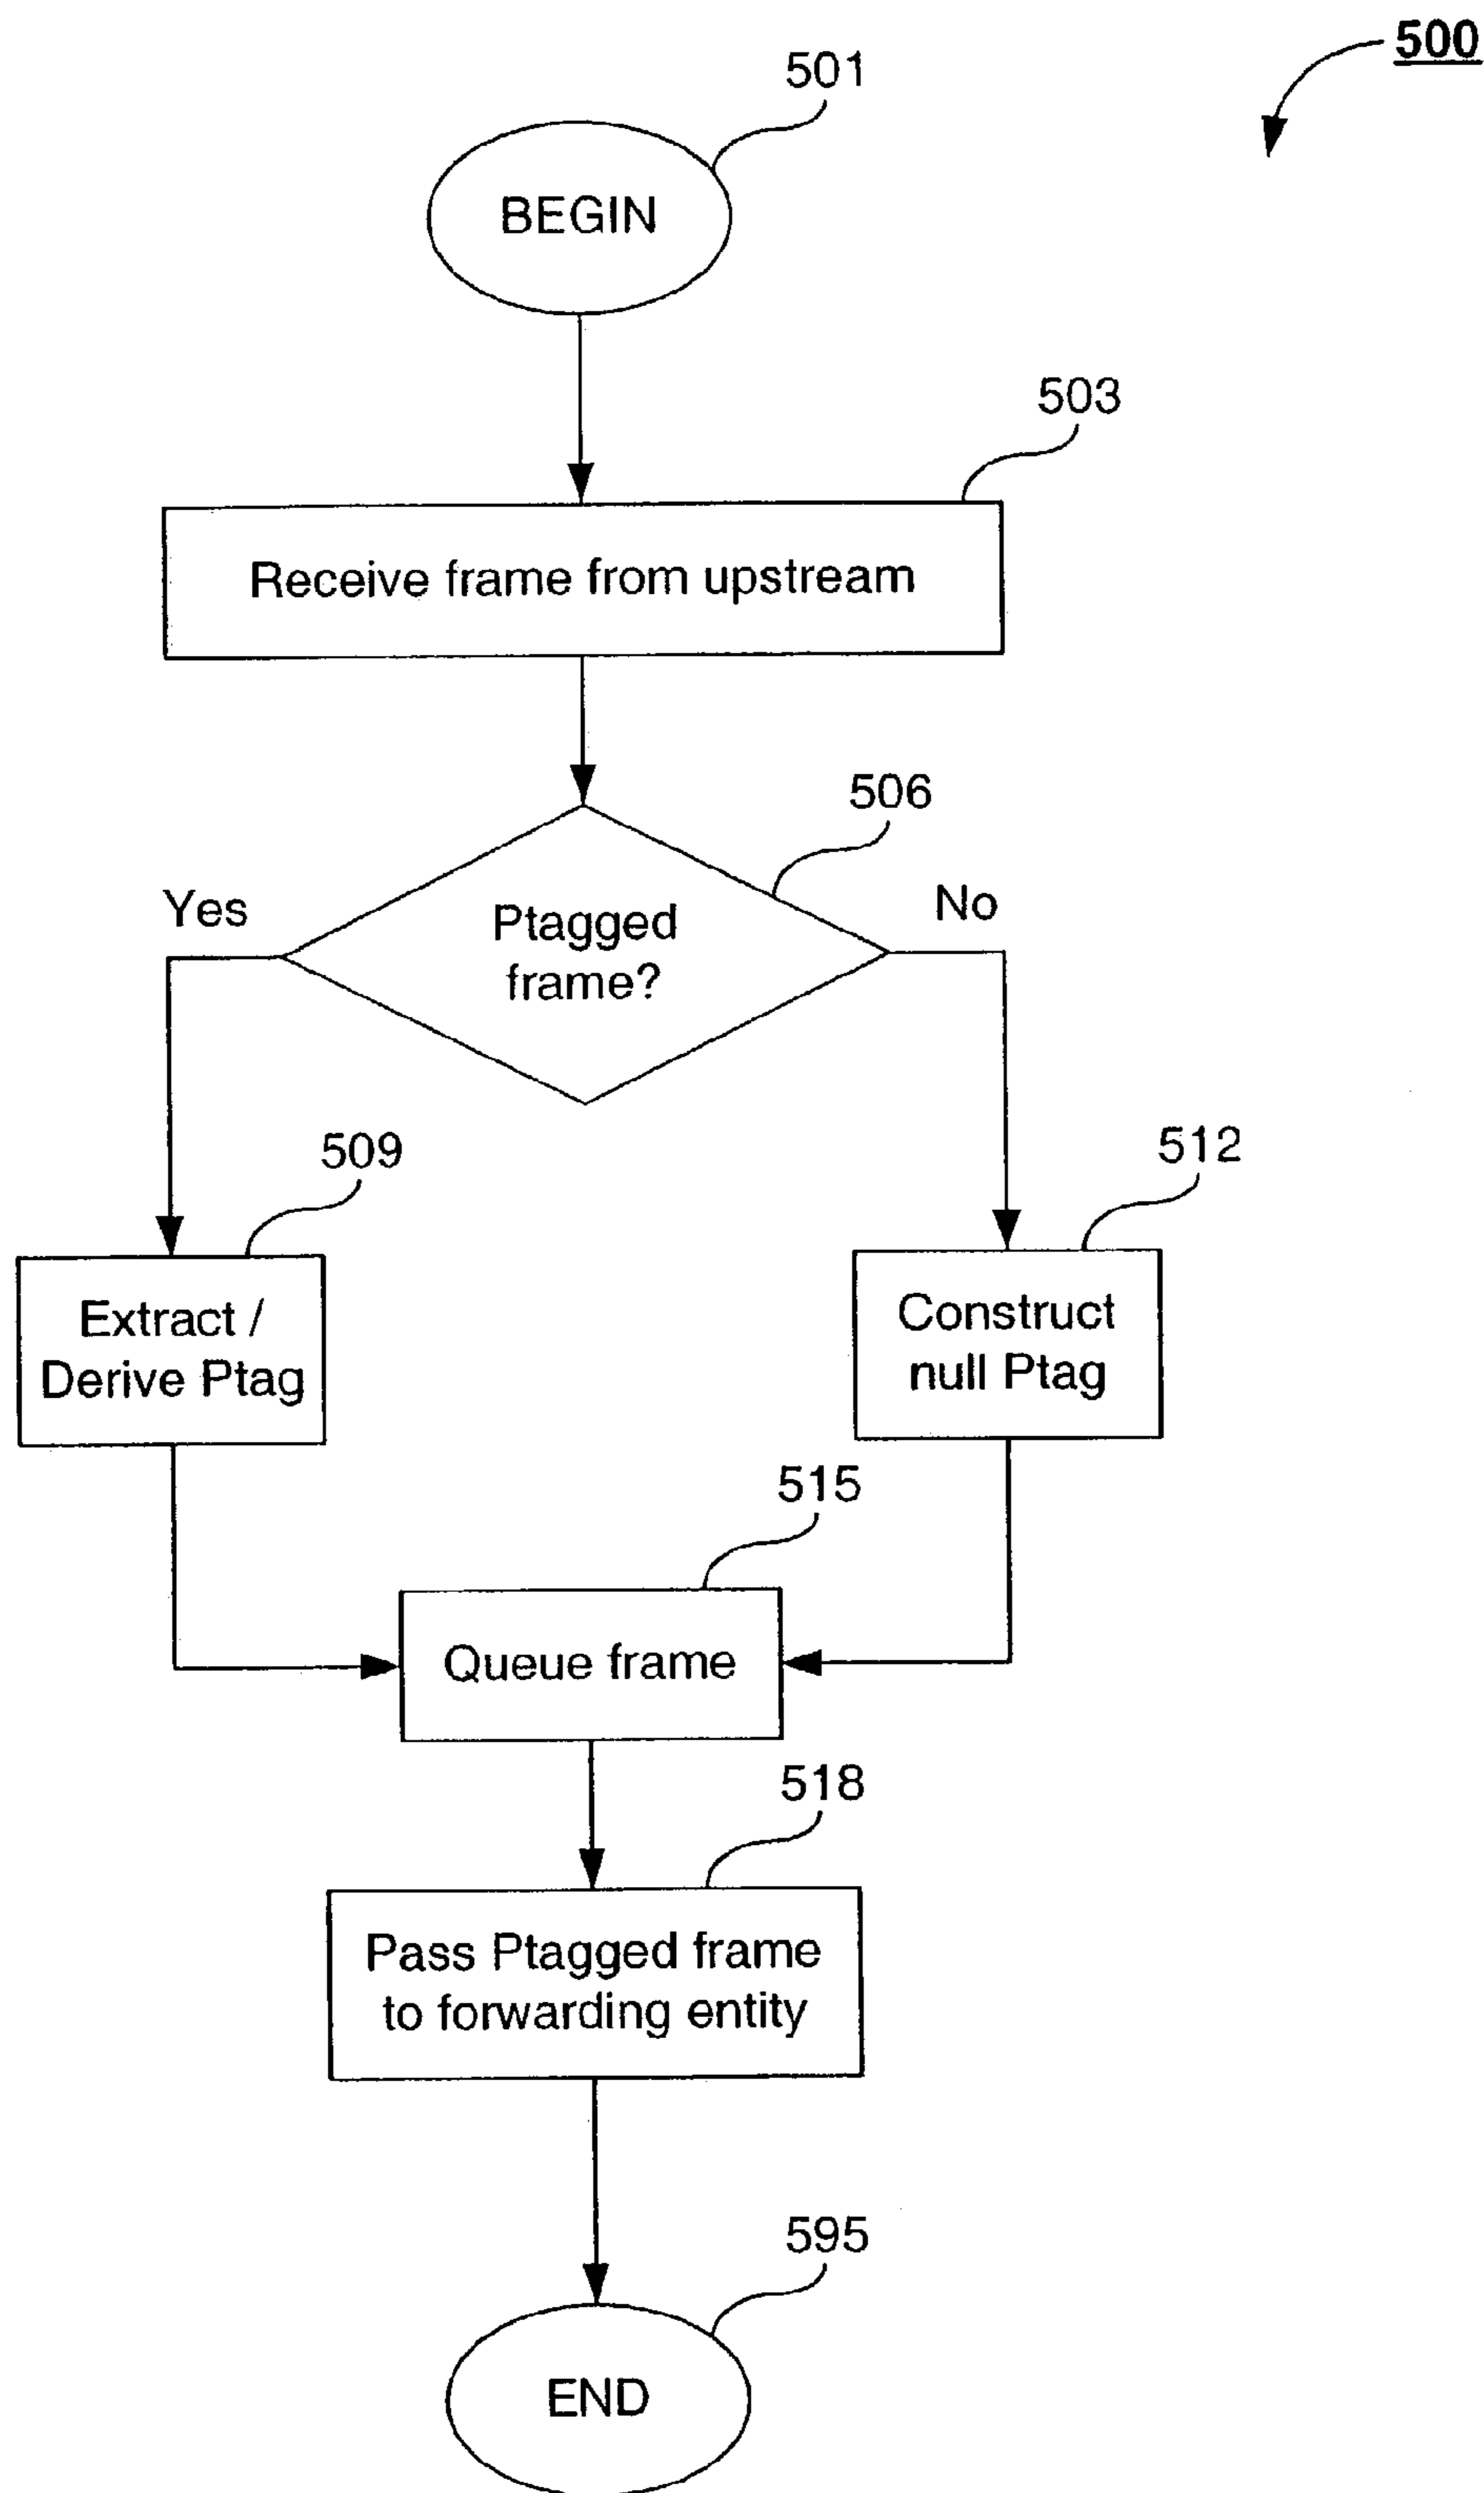 500
501
BEGIN
503
Receive frame from upstream
506
Yes
No
Ptagged
frame?
509
512
Extract /
Derive Ptag
Construct
null Ptag
515
Queue frame
518
Pass Ptagged frame
to forwarding entity
595
END